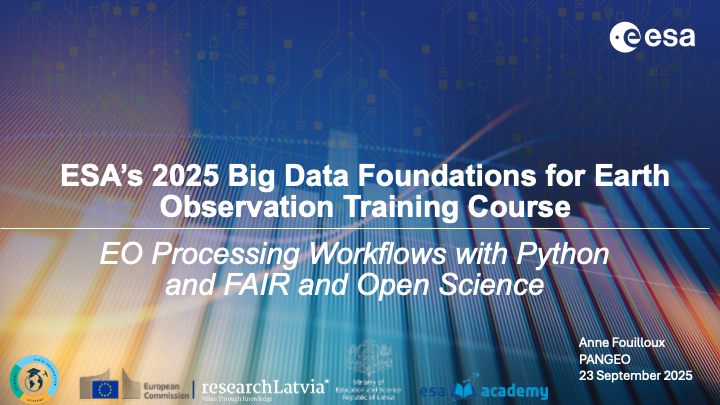 esa
ESA's 2025 Big Data Foundations for Earth
Observation Training Course
EO Processing Workflows with Python
and FAIR and Open Science
Anne Fouilloux
PANGEO
23 September 2025
European
Commission
researchLatvia*
Value Through Knowledge
Ministry of
Education and Science
Republic of Latvia
esa academy